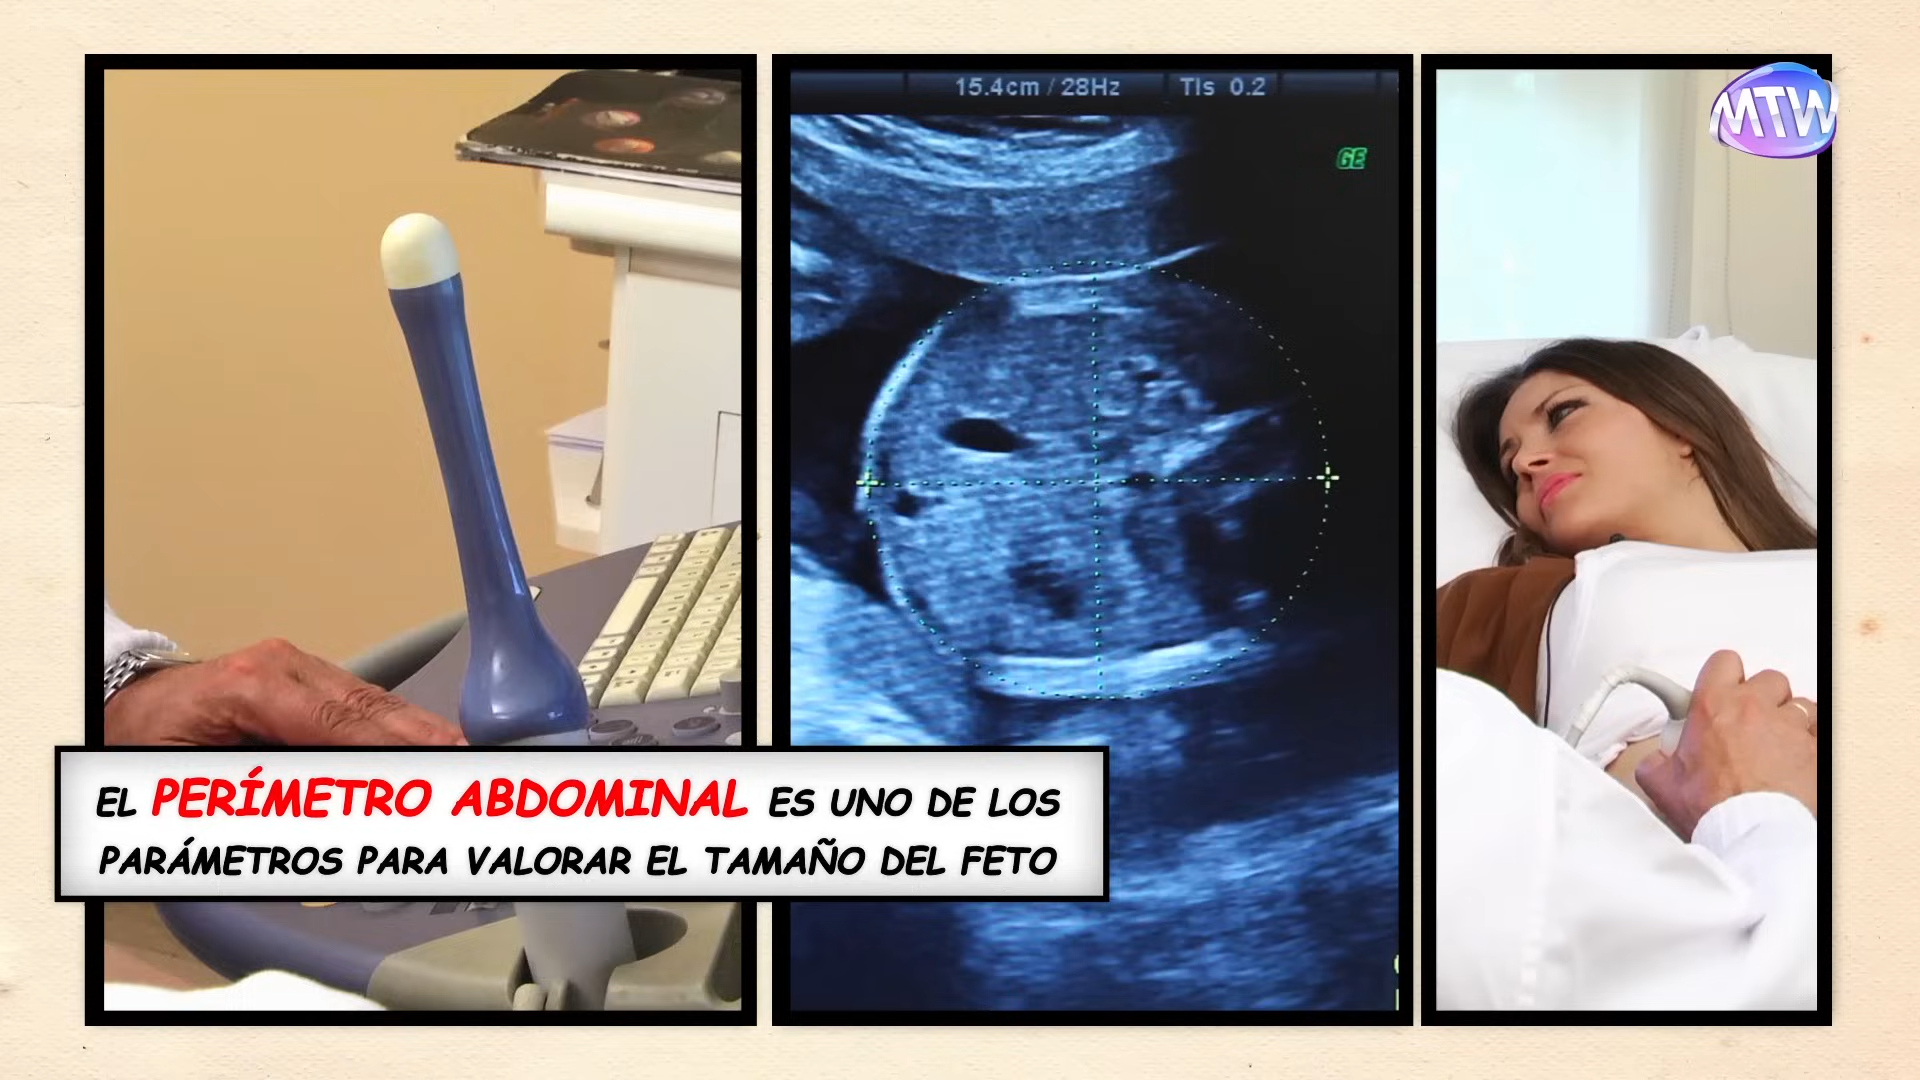 15.4cm / 28Hz TIs 0.2
MTW
GE
EL PERÍMETRO ABDOMINAL ES UNO DE LOS
PARÁMETROS PARA VALORAR EL TAMAÑO DEL FETO